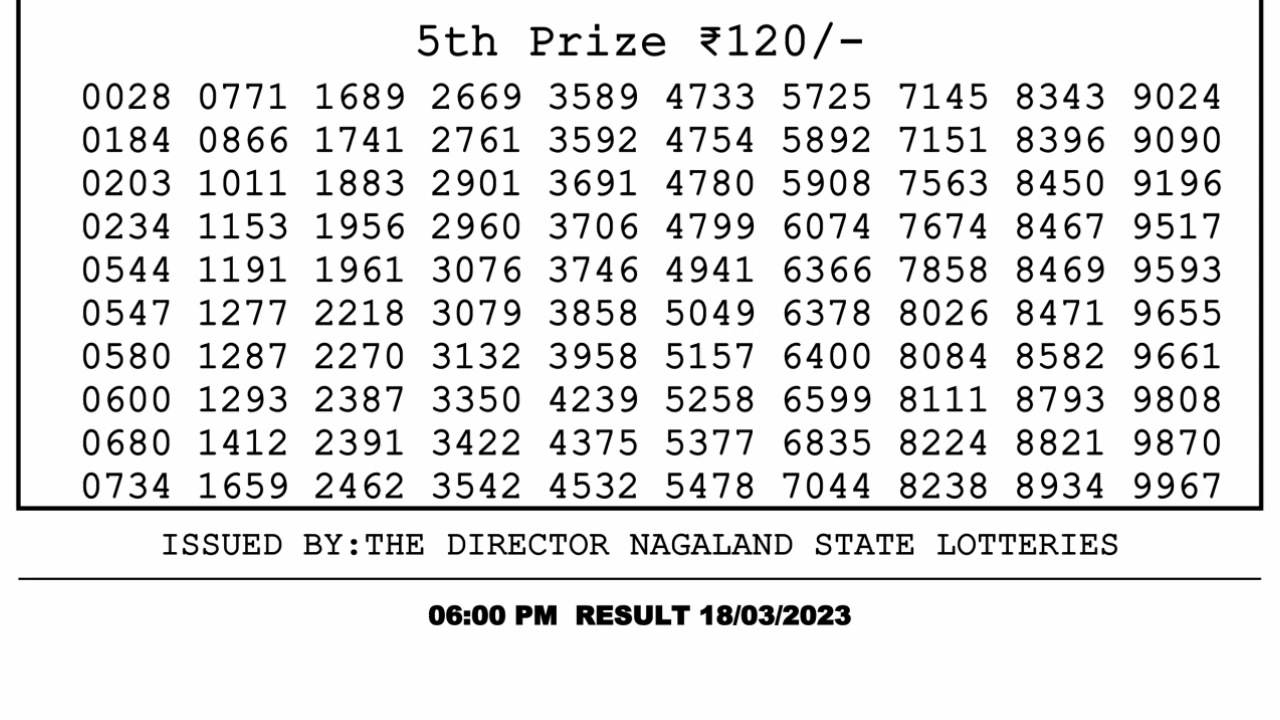 5th Prize ₹120/-
0028 0771 1689 2669 3589 4733 5725 7145 8343 9024
0184 0866 1741 2761 3592 4754 5892 7151 8396 9090
0203 1011 1883 2901 3691 4780 5908 7563 8450 9196
0234 1153 1956 2960 3706 4799 6074 7674 8467 9517
0544 1191 1961 3076 3746 4941 6366 7858 8469 9593
0547 1277 2218 3079 3858 5049 6378 8026 8471 9655
0580 1287 2270 3132 3958 5157 6400 8084 8582 9661
0600 1293 2387 3350 4239 5258 6599 8111 8793 9808
0680 1412 2391 3422 4375 5377 6835 8224 8821 9870
0734 1659 2462 3542 4532 5478 7044 8238 8934 9967
ISSUED BY:THE DIRECTOR NAGALAND STATE LOTTERIES
06:00 PM RESULT 18/03/2023